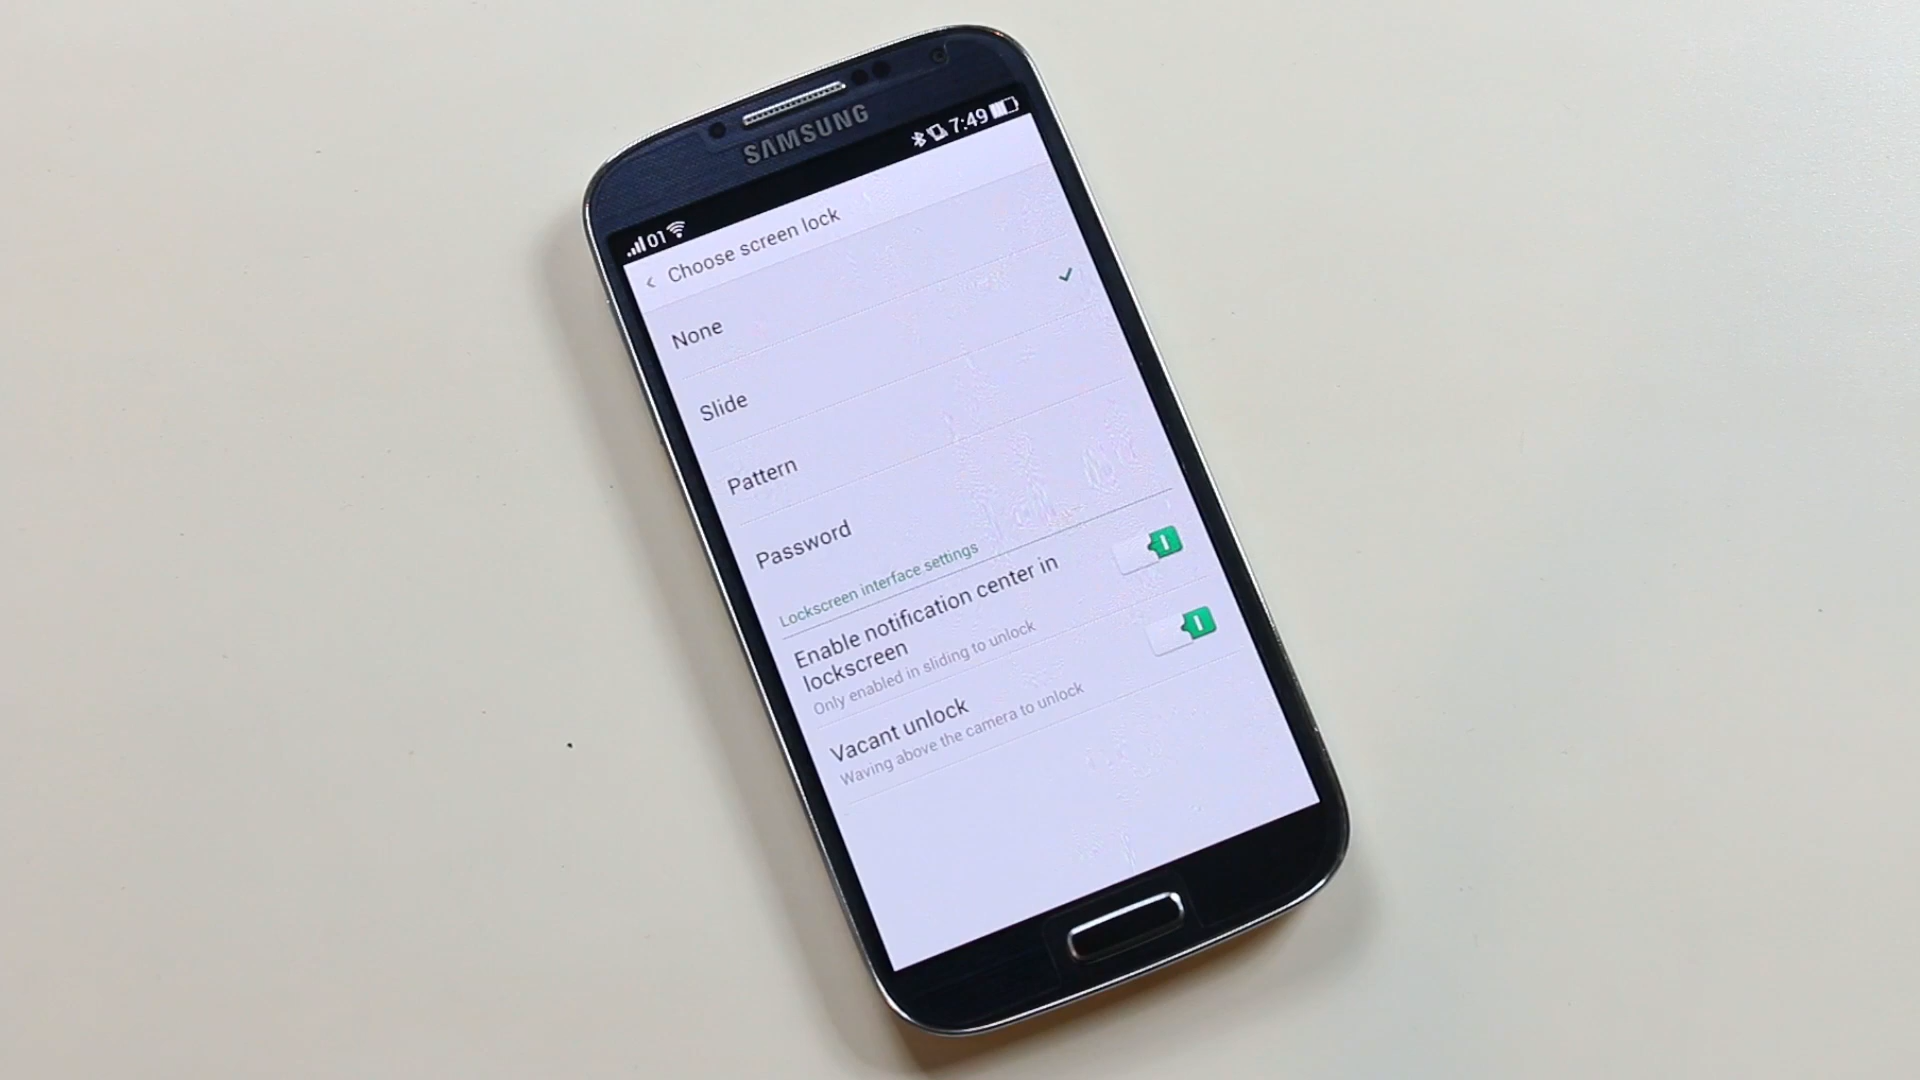 SAMSUNG
01 7:49
Choose screen lock
None
Slide
Pattern
Password
Lockscreen interface settings
Enable notification center in
lockscreen
Only enabled in sliding to unlock
Vacant unlock
Waving above the camera to unlock